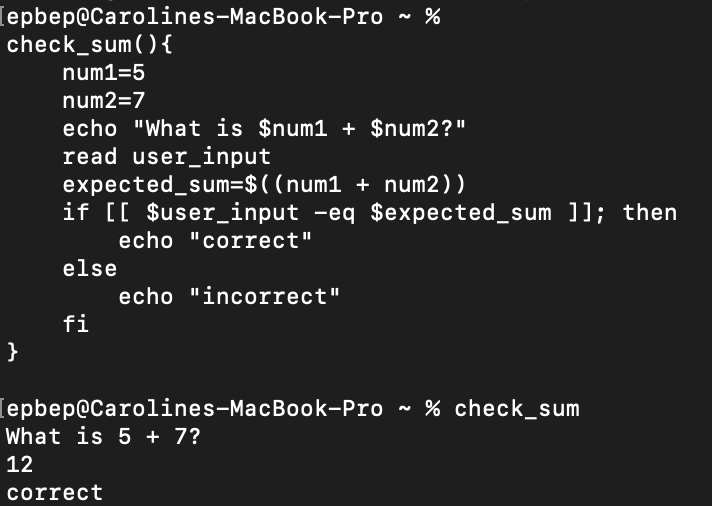 [epbep@Carolines-MacBook-Pro ~ %
check_sum(){
    num1=5
    num2=7
    echo "What is $num1 + $num2?"
    read user_input
    expected_sum=$((num1 + num2))
    if [[ $user_input -eq $expected_sum ]]; then
        echo "correct"
    else
        echo "incorrect"
    fi
}

[epbep@Carolines-MacBook-Pro ~ % check_sum
What is 5 + 7?
12
correct